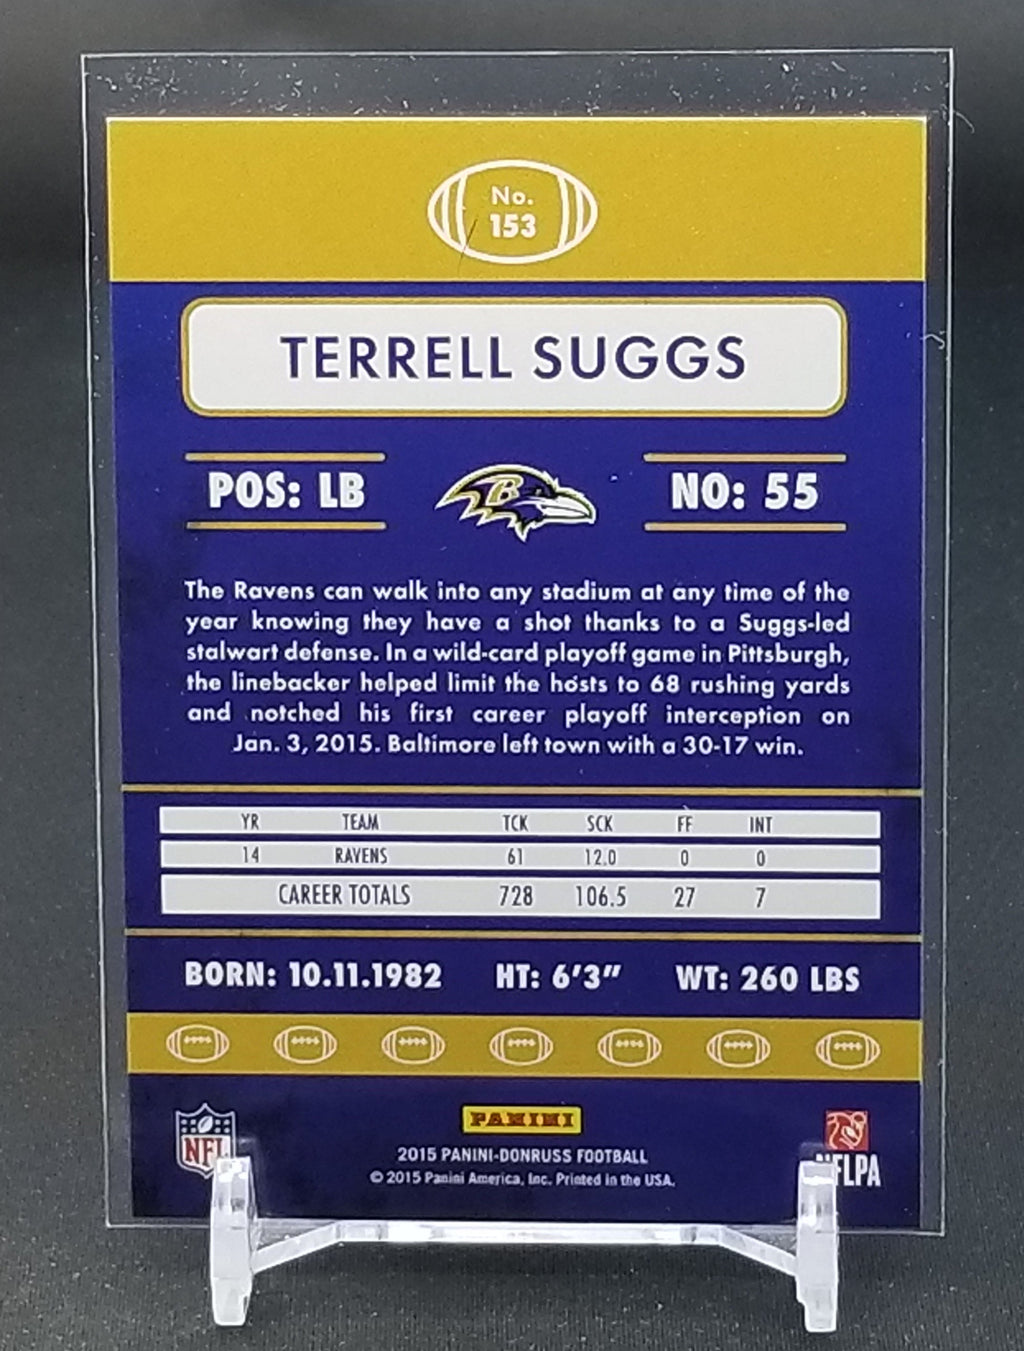 No.
153
TERRELL SUGGS
POS: LB
B
NO: 55
The Ravens can walk into any stadium at any time of the
year knowing they have a shot thanks to a Suggs-led
stalwart defense. In a wild-card playoff game in Pittsburgh,
the linebacker helped limit the hosts to 68 rushing yards
and notched his first career playoff interception on
Jan. 3, 2015. Baltimore left town with a 30-17 win.
YR TEAM TCK SCK FF INT
14 RAVENS 61 12.0 0 0
CAREER TOTALS 728 106.5 27 7
BORN: 10.11.1982 HT: 6'3" WT: 260 LBS
PANINI
NFL
2015 PANINI-DONRUSS FOOTBALL
© 2015 Panini America, Inc. Printed in the USA.
NFLPA